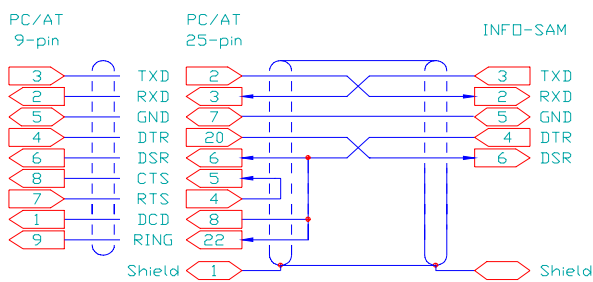 PC/AT PC/AT
9-pin 25-pin INFO-SAM
3 TXD 2 3 TXD
2 RXD 3 2 RXD
5 GND 7 5 GND
4 DTR 20 4 DTR
6 DSR 6 6 DSR
8 CTS 5
7 RTS 4
1 DCD 8
9 RING 22
Shield 1 Shield